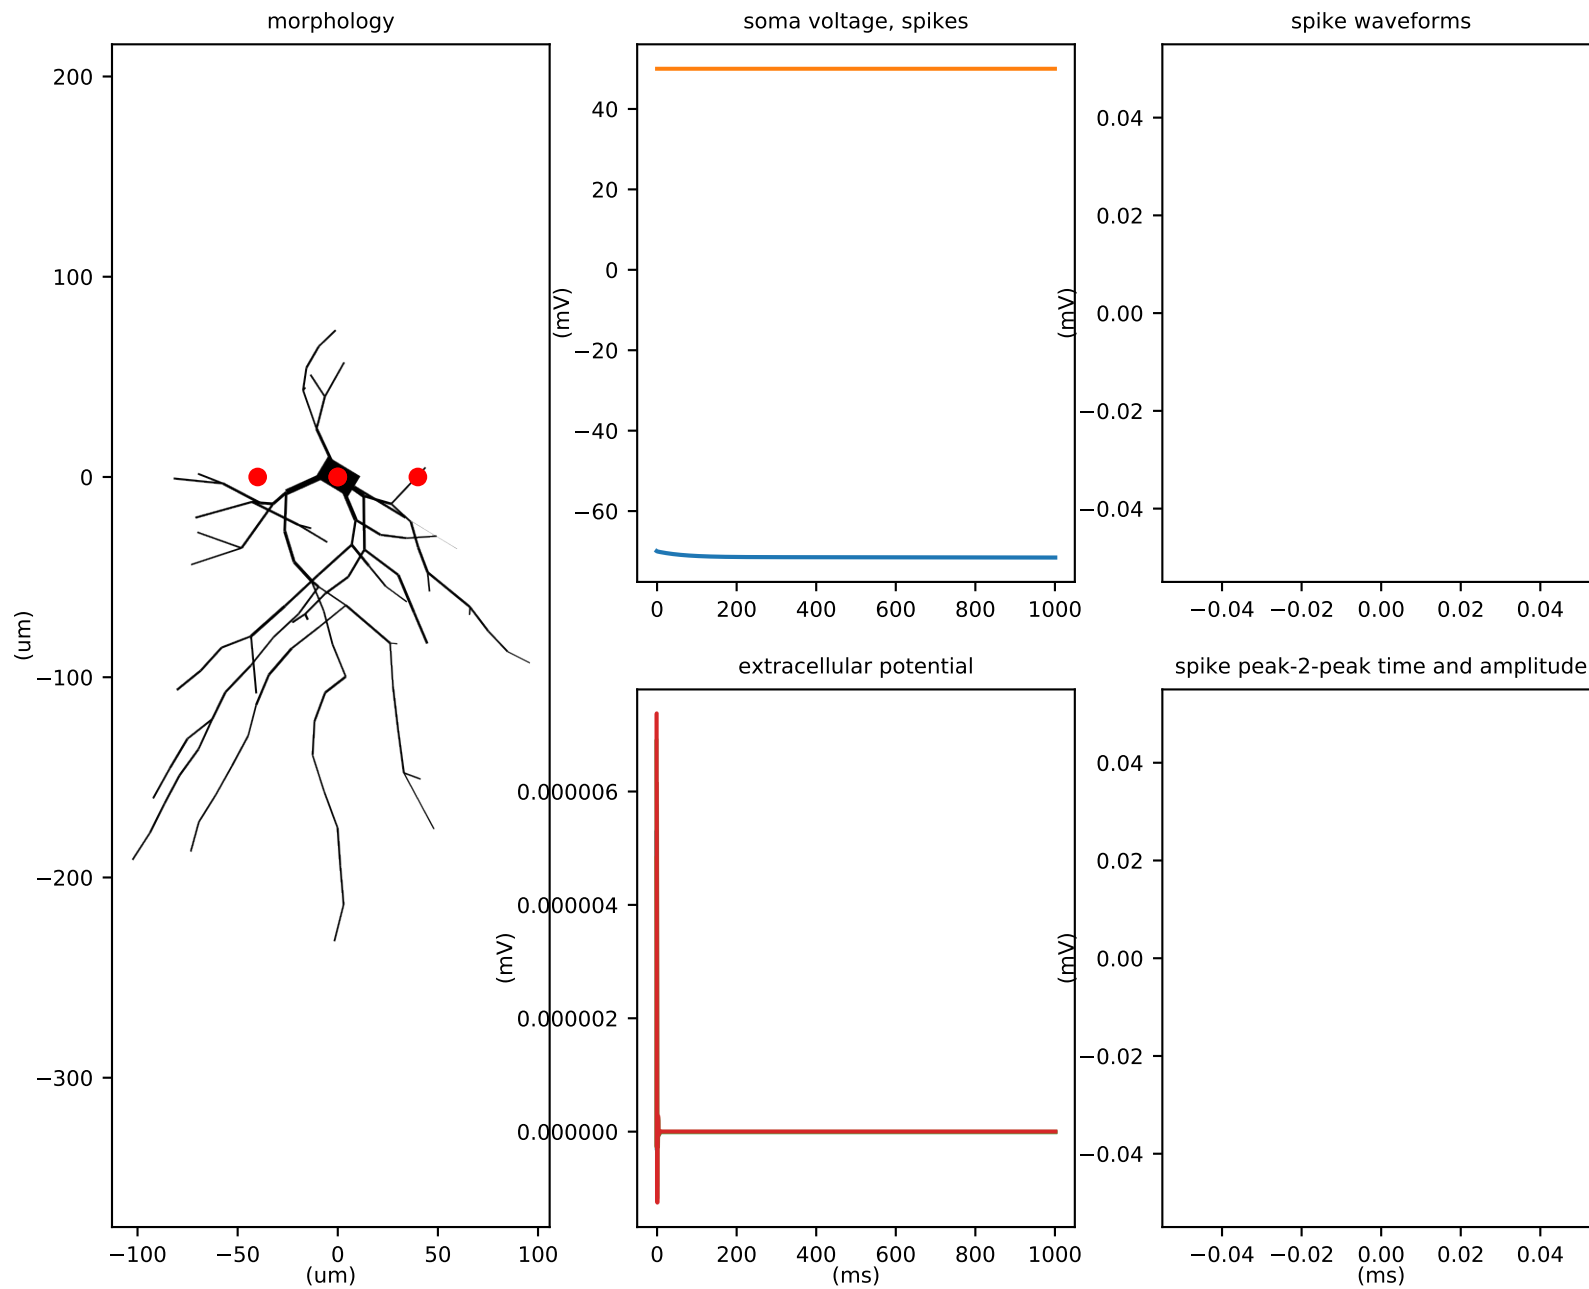 morphology
200
100
0
−100
−200
−300
(um)
−100 −50 0 50 100
(um)
soma voltage, spikes
40
20
0
−20
−40
−60
(mV)
0 200 400 600 800 1000
spike waveforms
0.04
0.02
0.00
−0.02
−0.04
(mV)
−0.04 −0.02 0.00 0.02 0.04
extracellular potential
0.000006
0.000004
0.000002
0.000000
(mV)
0 200 400 600 800 1000
(ms)
spike peak-2-peak time and amplitude
0.04
0.02
0.00
−0.02
−0.04
(mV)
−0.04 −0.02 0.00 0.02 0.04
(ms)